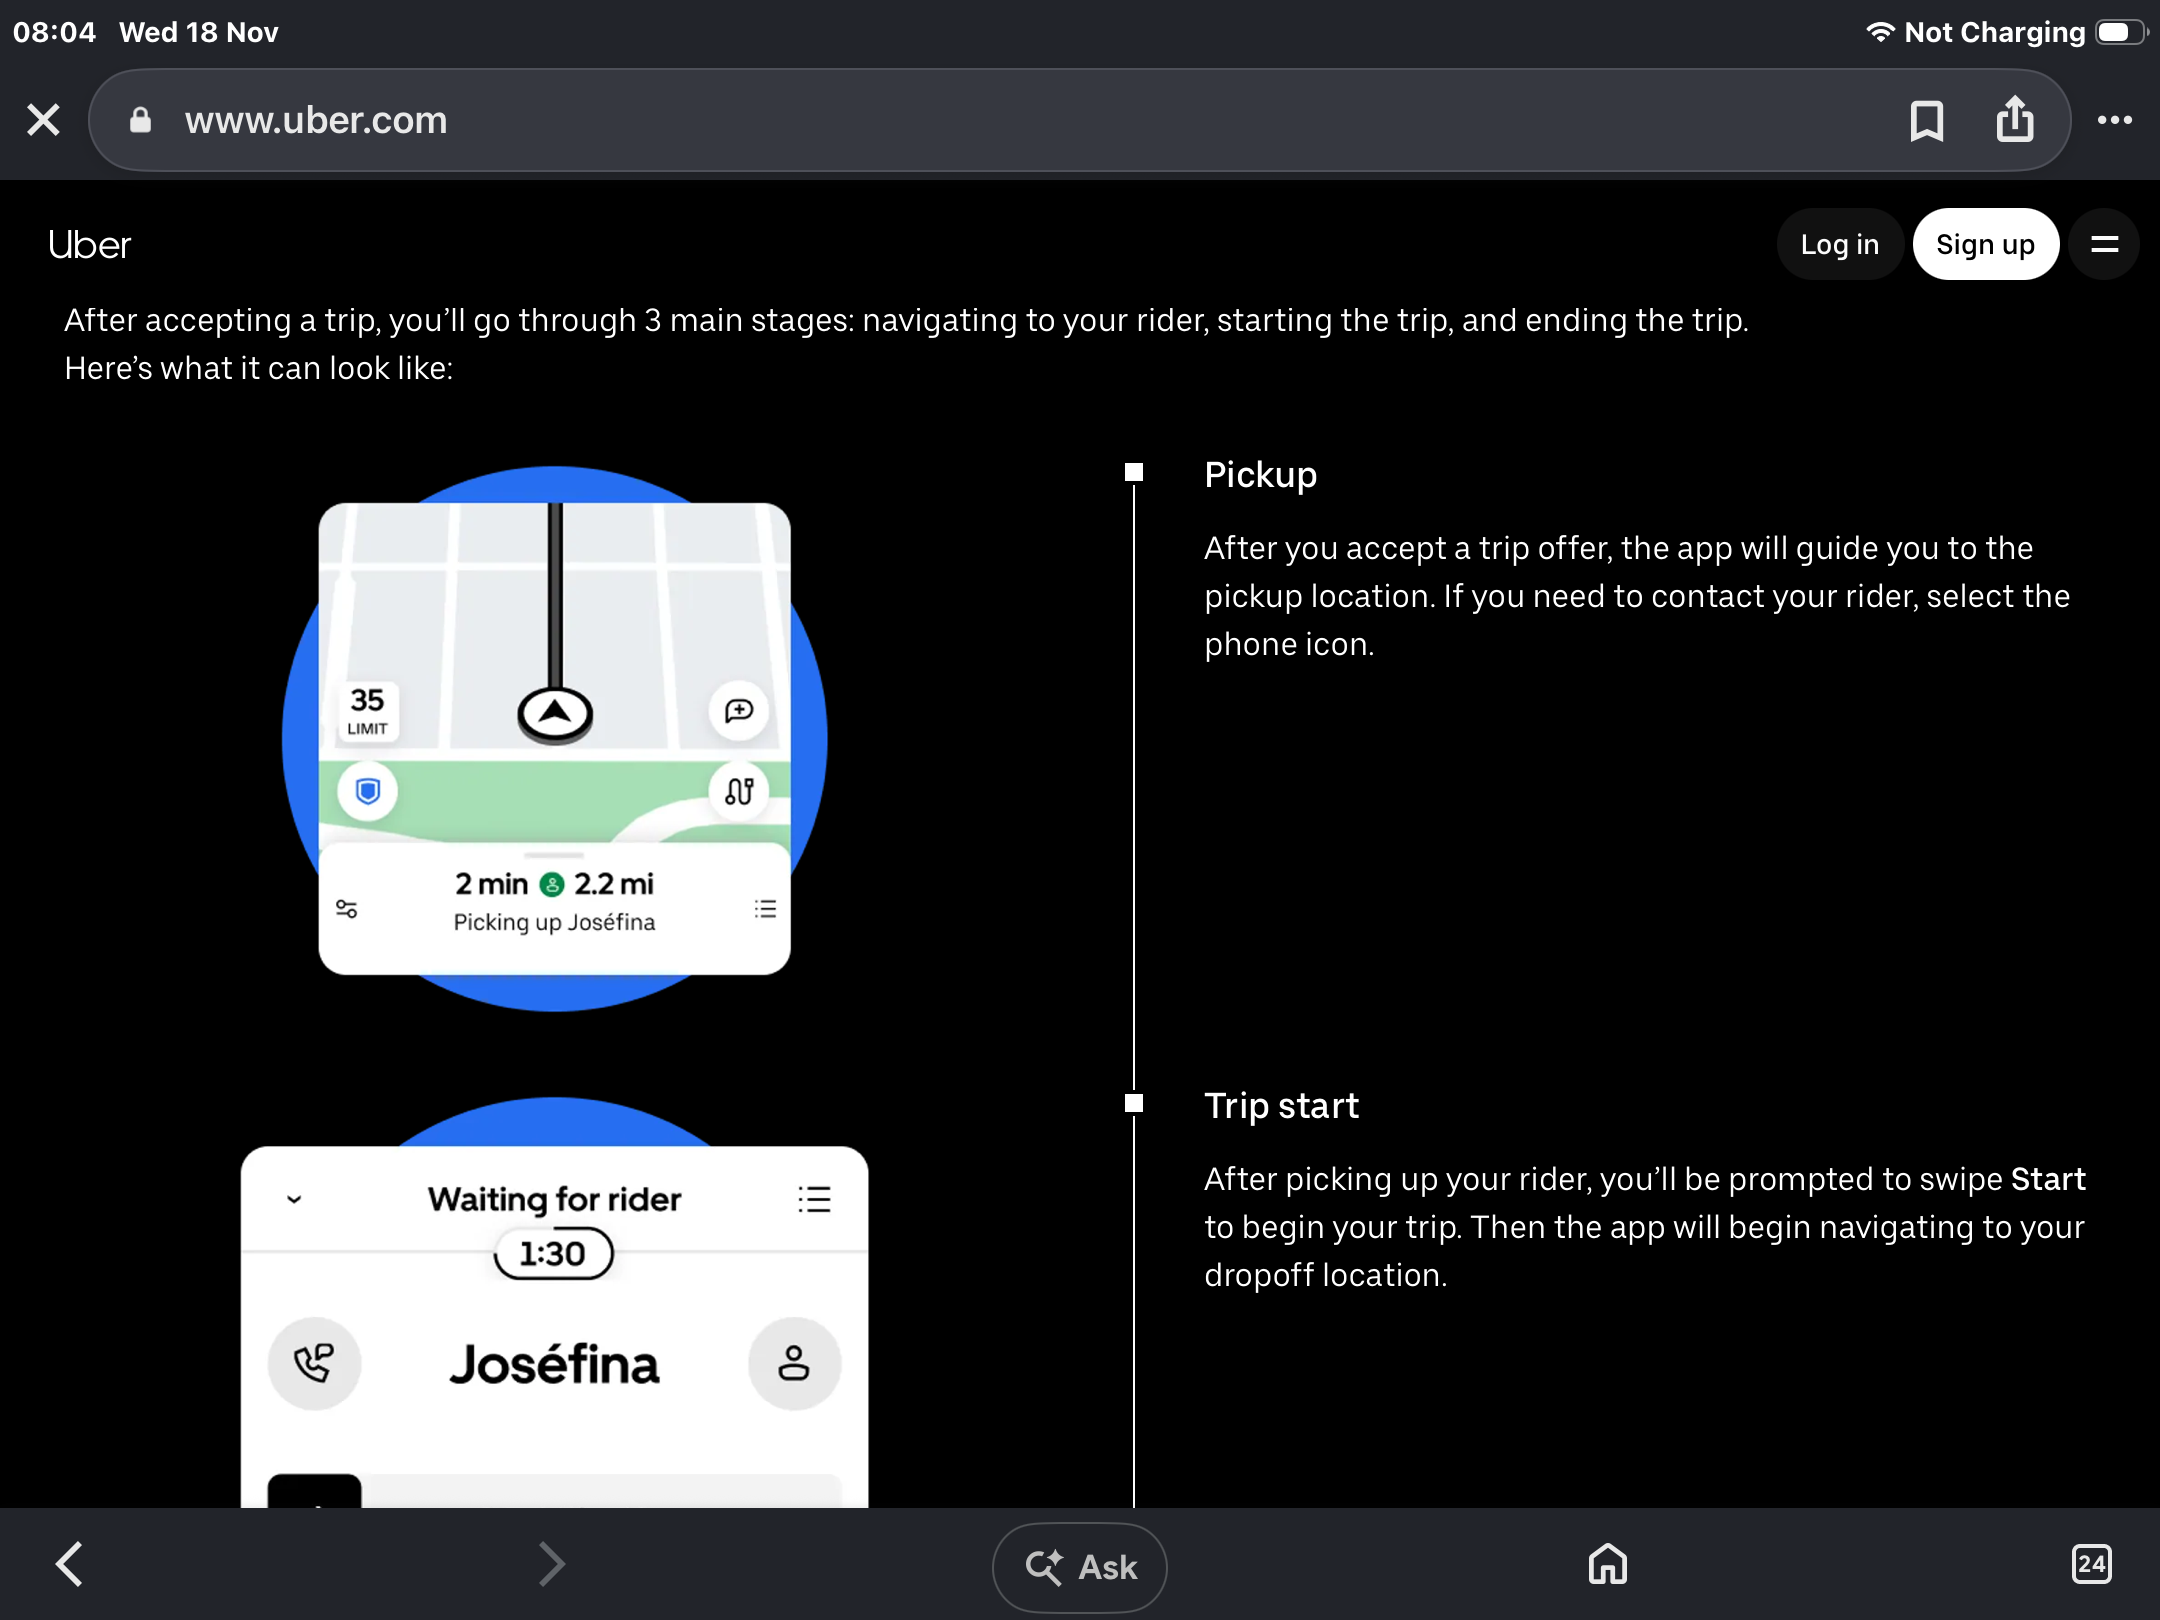 08:04 Wed 18 Nov
Not Charging
www.uber.com
Uber
Log in
Sign up
After accepting a trip, you’ll go through 3 main stages: navigating to your rider, starting the trip, and ending the trip.
Here’s what it can look like:
35
LIMIT
2 min 2.2 mi
Picking up Joséfina
Pickup
After you accept a trip offer, the app will guide you to the
pickup location. If you need to contact your rider, select the
phone icon.
Waiting for rider
1:30
Joséfina
Trip start
After picking up your rider, you’ll be prompted to swipe Start
to begin your trip. Then the app will begin navigating to your
dropoff location.
Ask
24